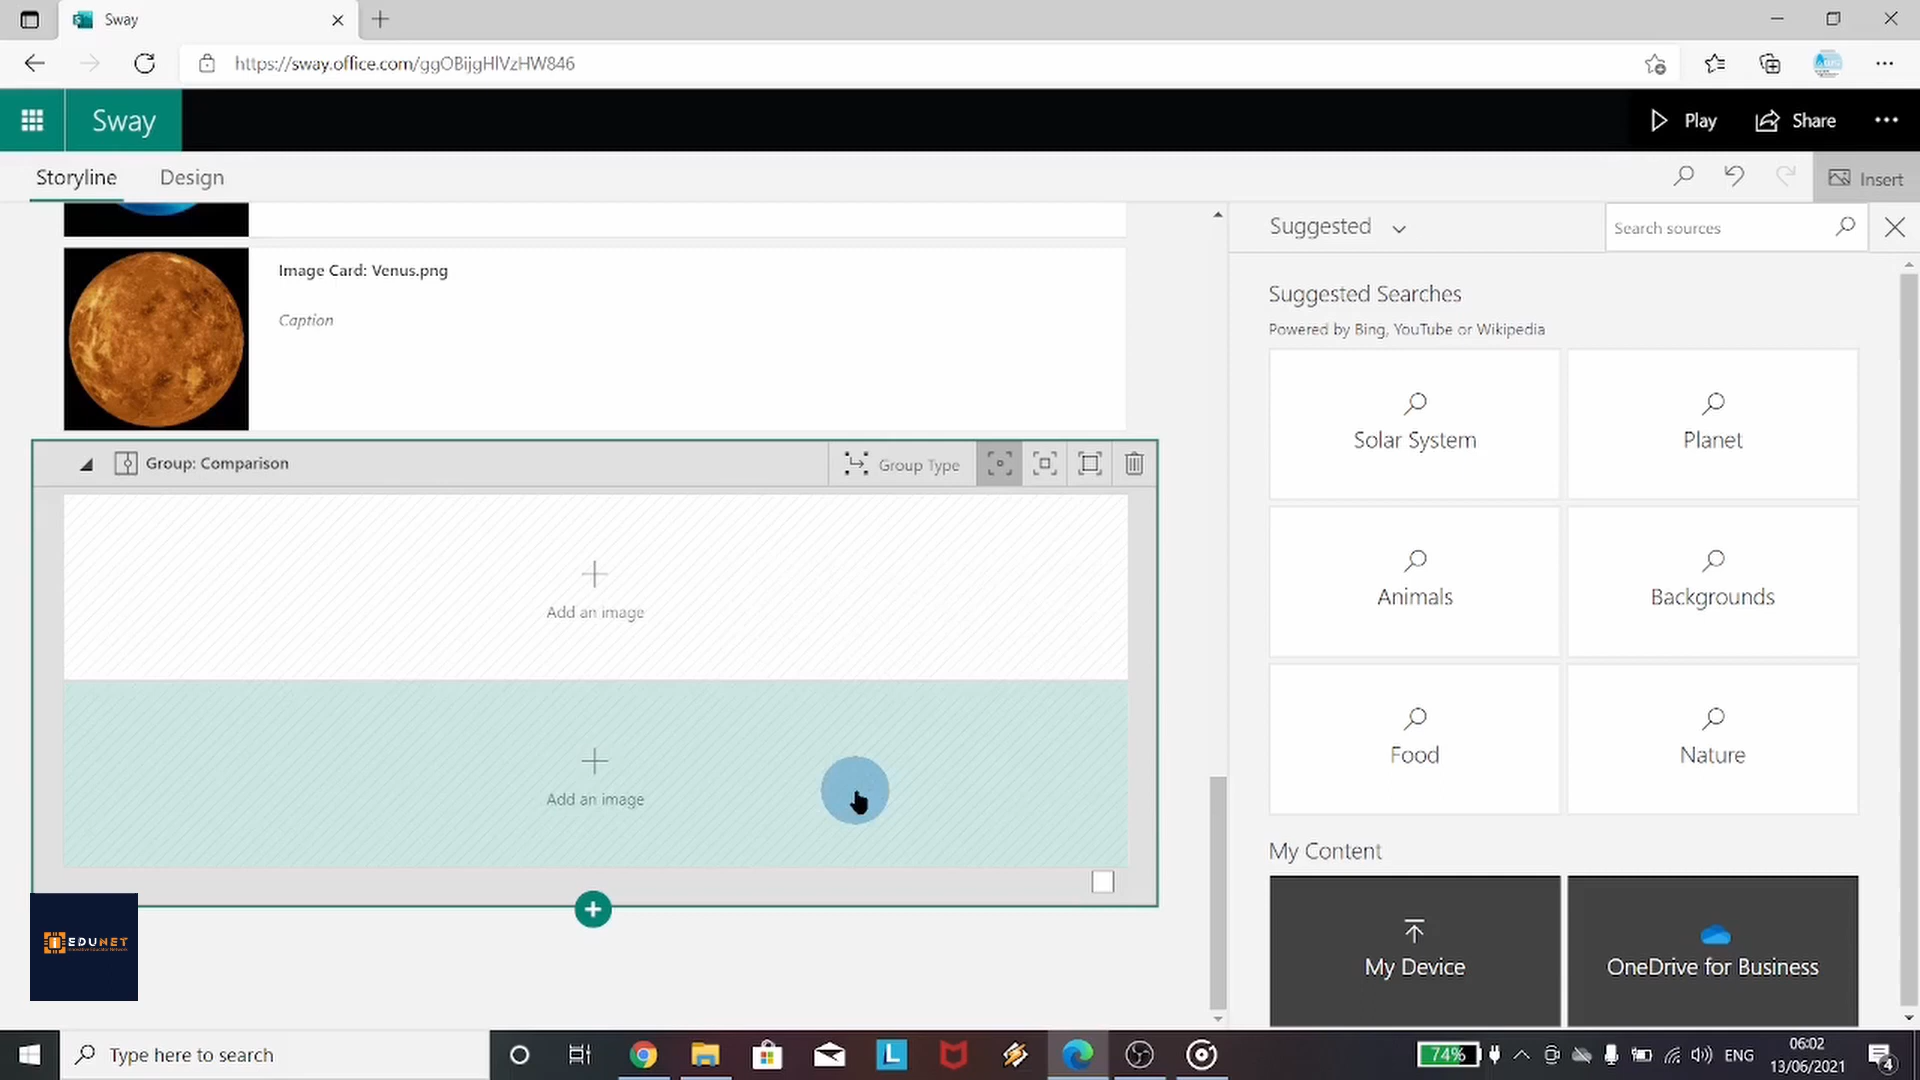 Sway
https://sway.office.com/ggOBijgHlVzHW846
Sway
Play
Share
Storyline
Design
Insert
Suggested
Search sources
Image Card: Venus.png
Caption
Suggested Searches
Powered by Bing, YouTube or Wikipedia
Solar System
Planet
Group: Comparison
Group Type
Add an image
Animals
Backgrounds
Add an image
Food
Nature
My Content
My Device
OneDrive for Business
EDUNET
Type here to search
L
74%
ENG
06:02
13/06/2021
4